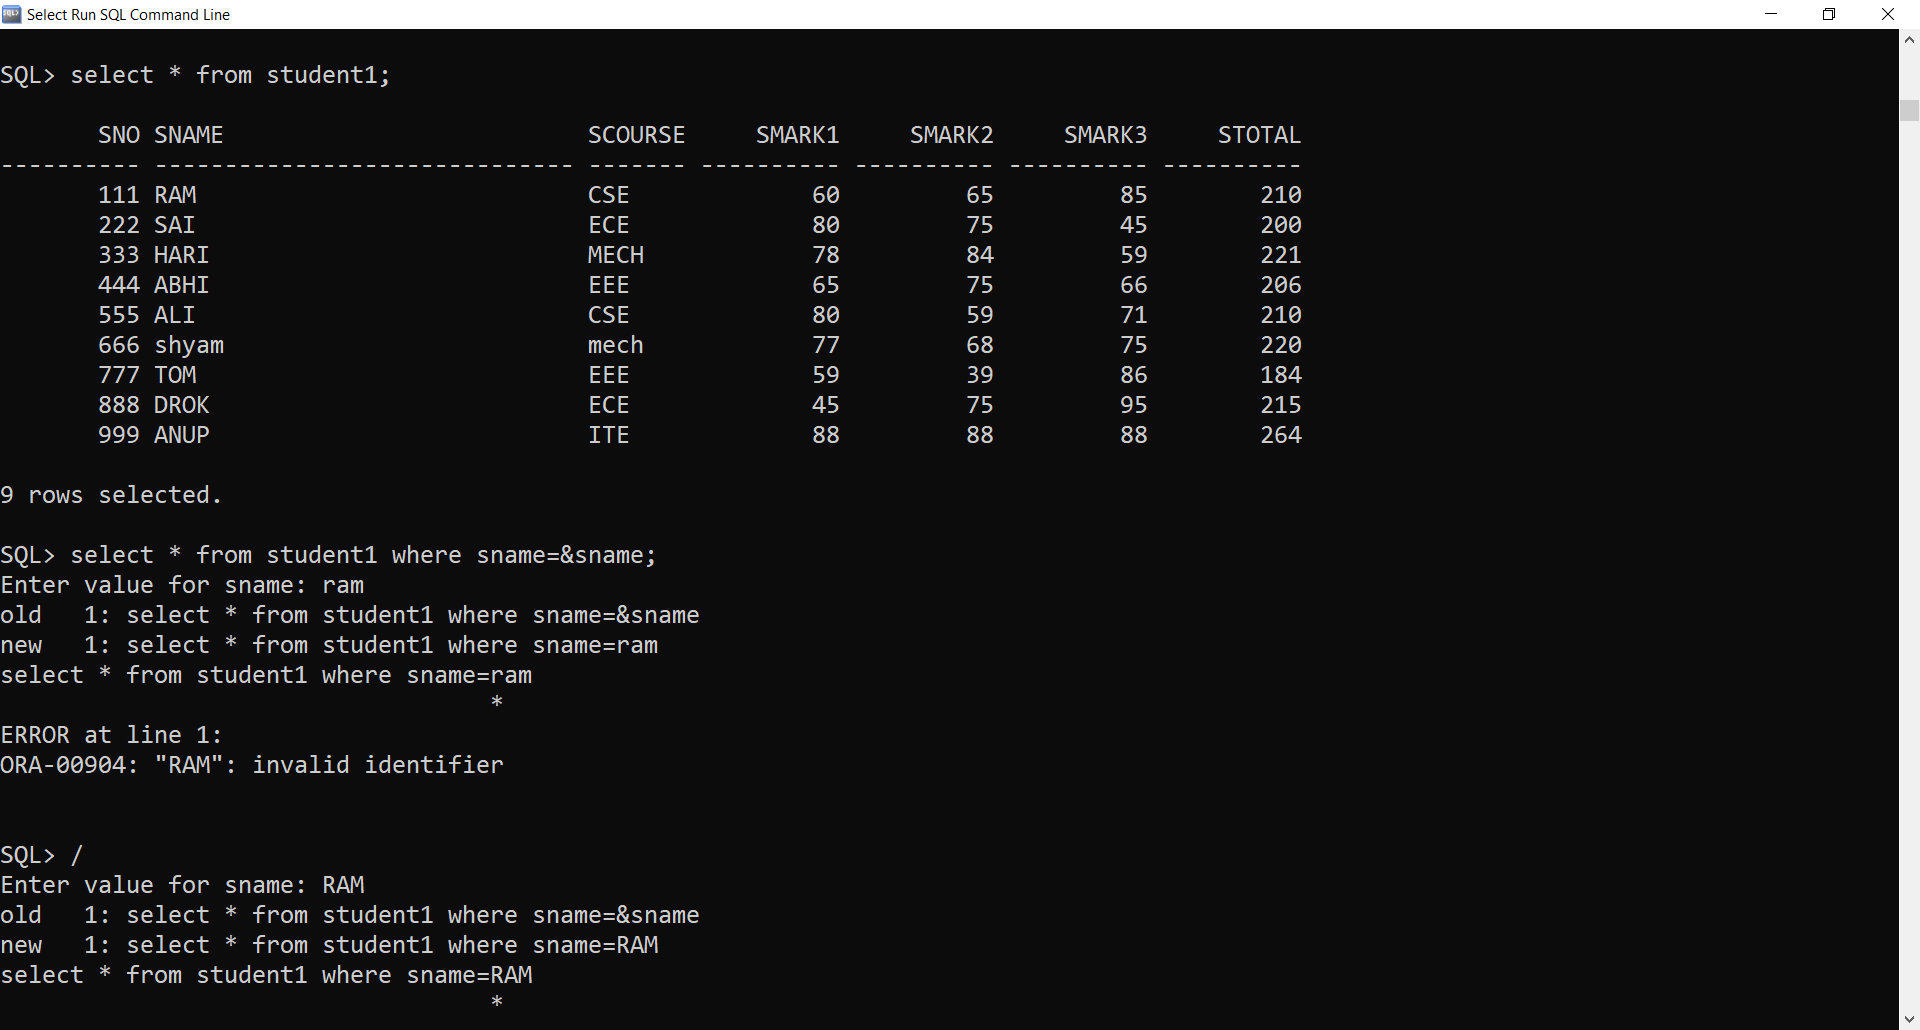 Select Run SQL Command Line
SQL> select * from student1;
       SNO SNAME                          SCOURSE     SMARK1     SMARK2     SMARK3     STOTAL
---------- ------------------------------ ------- ---------- ---------- ---------- ----------
       111 RAM                            CSE             60         65         85        210
       222 SAI                            ECE             80         75         45        200
       333 HARI                           MECH            78         84         59        221
       444 ABHI                           EEE             65         75         66        206
       555 ALI                            CSE             80         59         71        210
       666 shyam                          mech            77         68         75        220
       777 TOM                            EEE             59         39         86        184
       888 DROK                           ECE             45         75         95        215
       999 ANUP                           ITE             88         88         88        264
9 rows selected.
SQL> select * from student1 where sname=&sname;
Enter value for sname: ram
old   1: select * from student1 where sname=&sname
new   1: select * from student1 where sname=ram
select * from student1 where sname=ram
                                   *
ERROR at line 1:
ORA-00904: "RAM": invalid identifier
SQL> /
Enter value for sname: RAM
old   1: select * from student1 where sname=&sname
new   1: select * from student1 where sname=RAM
select * from student1 where sname=RAM
                                   *